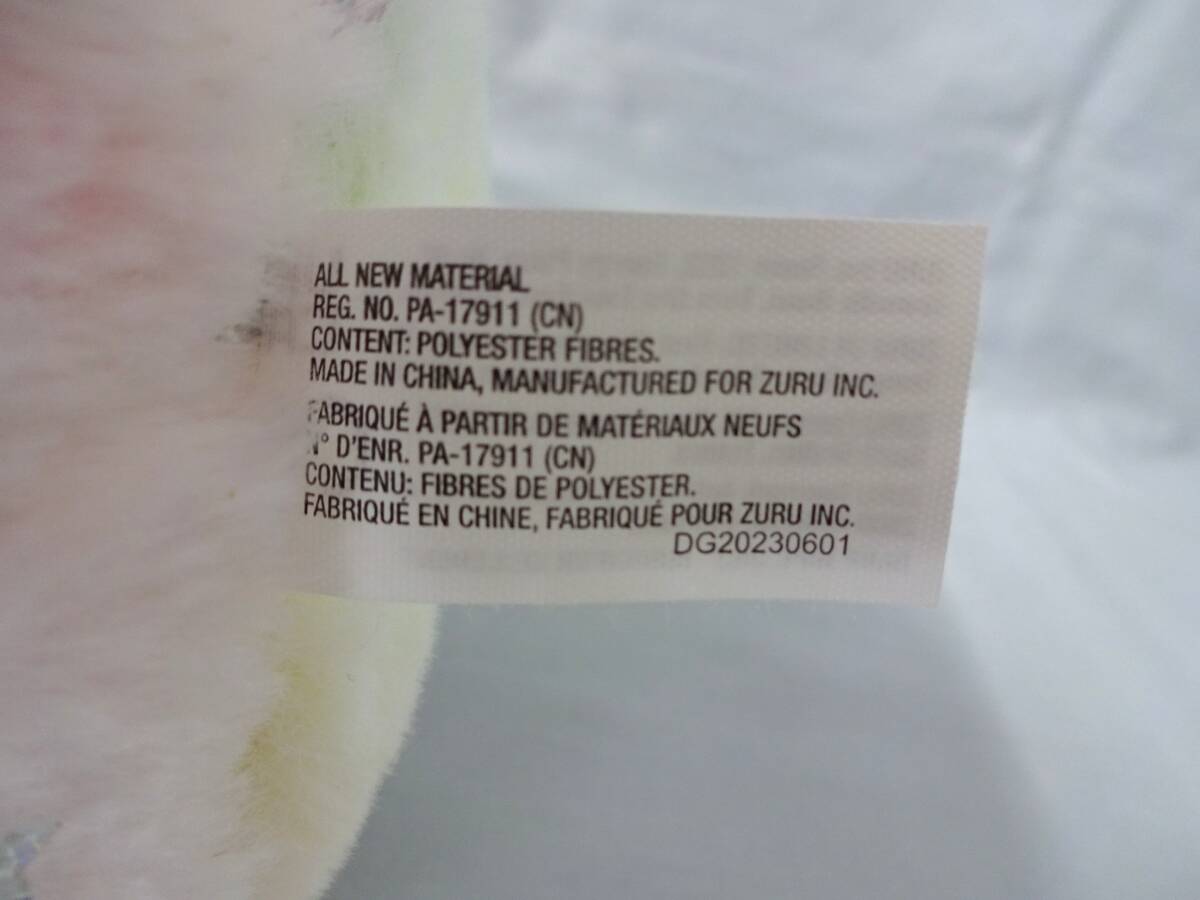 ALL NEW MATERIAL
REG. NO. PA-17911 (CN)
CONTENT: POLYESTER FIBRES.
MADE IN CHINA, MANUFACTURED FOR ZURU INC.
FABRIQUÉ À PARTIR DE MATÉRIAUX NEUFS
N° D'ENR. PA-17911 (CN)
CONTENU: FIBRES DE POLYESTER.
FABRIQUÉ EN CHINE, FABRIQUÉ POUR ZURU INC.
DG20230601